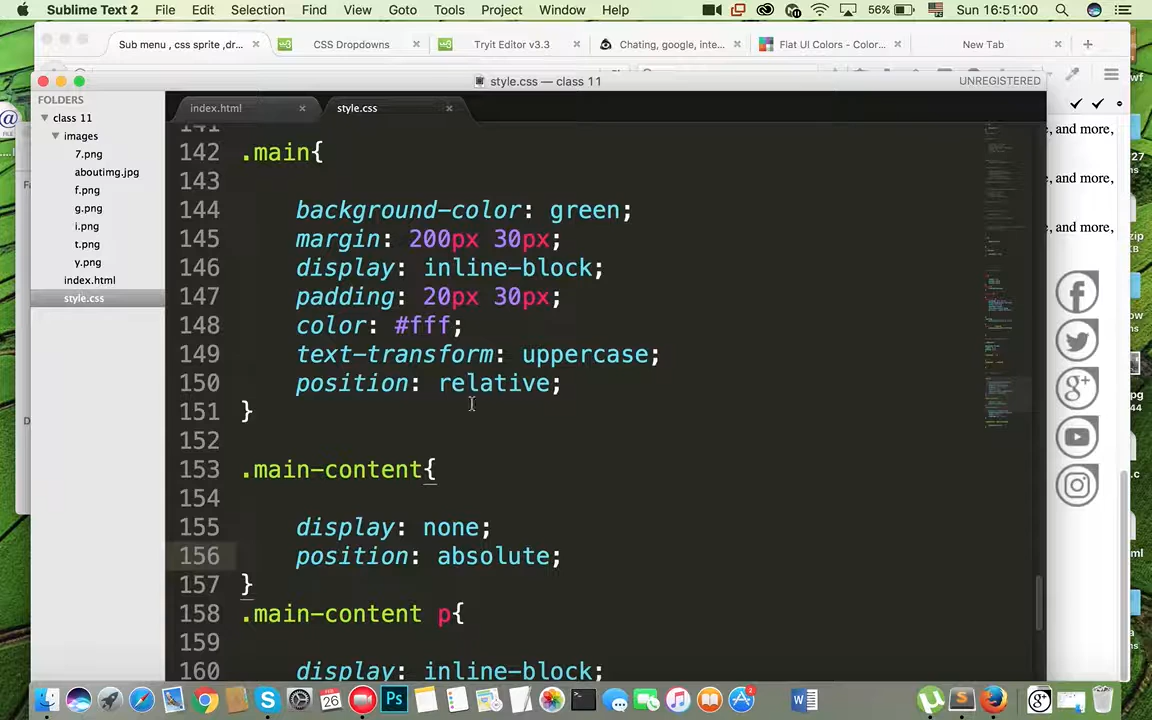 Sublime Text 2 File Edit Selection Find View Goto Tools Project Window Help 56% Sun 16:51:00
Sub menu , css sprite ,dr... CSS Dropdowns Tryit Editor v3.3 Chating, google, inte... Flat UI Colors - Color... New Tab
style.css — class 11 UNREGISTERED
FOLDERS
class 11
images
7.png
aboutimg.jpg
f.png
g.png
i.png
t.png
y.png
index.html
style.css
index.html style.css
141
142 .main{
143
144 background-color: green;
145 margin: 200px 30px;
146 display: inline-block;
147 padding: 20px 30px;
148 color: #fff;
149 text-transform: uppercase;
150 position: relative;
151 }
152
153 .main-content{
154
155 display: none;
156 position: absolute;
157 }
158 .main-content p{
159
160 display: inline-block;
, and more,
, and more,
, and more,